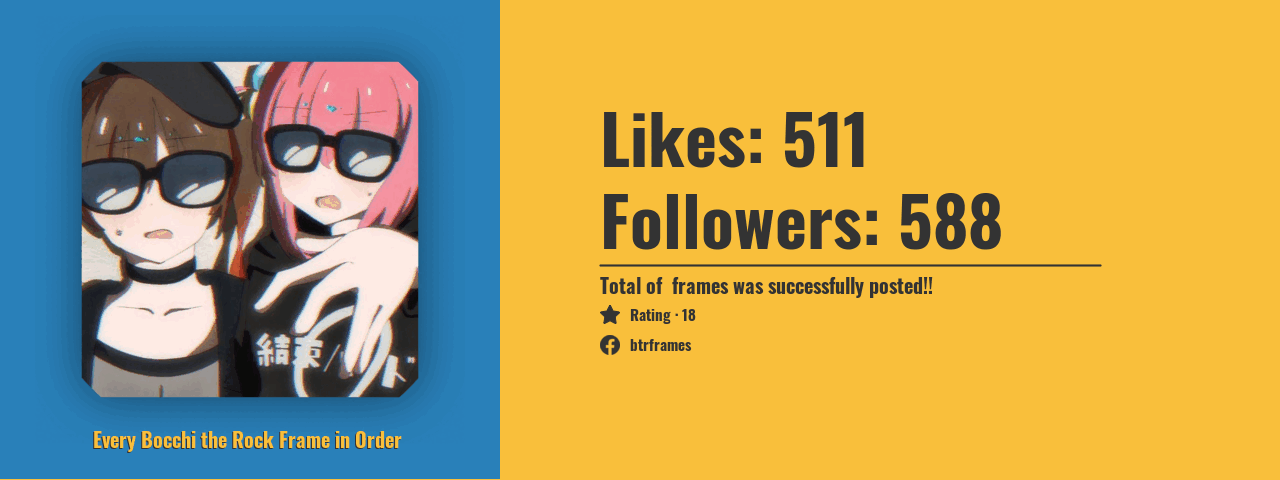 Likes: 511
Followers: 588
Total of  frames was successfully posted!!
Rating · 18
btrframes
結束バンド
Every Bocchi the Rock Frame in Order